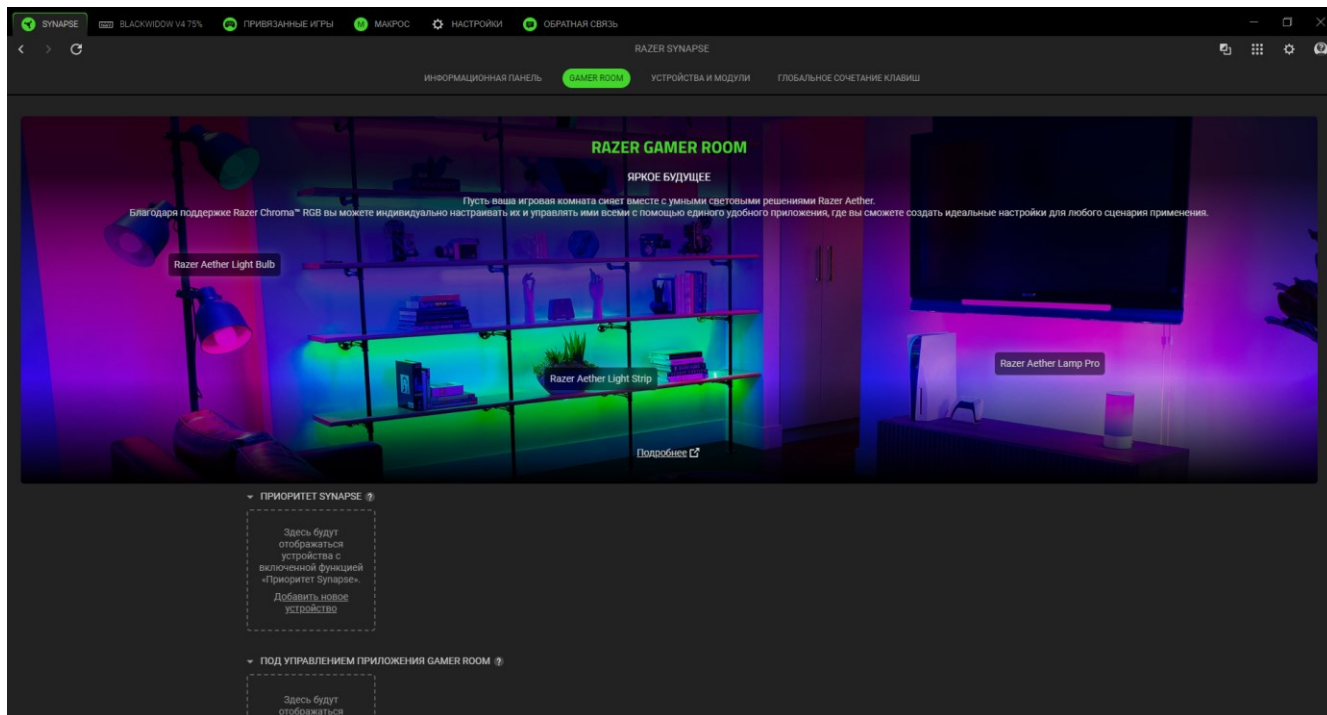 SYNAPSE
BLACKWIDOW V4 75%
ПРИВЯЗАННЫЕ ИГРЫ
M
МАКРОС
НАСТРОЙКИ
ОБРАТНАЯ СВЯЗЬ
RAZER SYNAPSE
ИНФОРМАЦИОННАЯ ПАНЕЛЬ
GAMER ROOM
УСТРОЙСТВА И МОДУЛИ
ГЛОБАЛЬНОЕ СОЧЕТАНИЕ КЛАВИШ
RAZER GAMER ROOM
ЯРКОЕ БУДУЩЕЕ
Пусть ваша игровая комната сияет вместе с умными световыми решениями Razer Aether.
Благодаря поддержке Razer Chroma™ RGB вы можете индивидуально настраивать их и управлять ими всеми с помощью единого удобного приложения, где вы сможете создать идеальные настройки для любого сценария применения.
Razer Aether Light Bulb
Razer Aether Light Strip
Razer Aether Lamp Pro
Подробнее
ПРИОРИТЕТ SYNAPSE ?
Здесь будут
отображаться
устройства с
включенной функцией
«Приоритет Synapse».
Добавить новое
устройство
ПОД УПРАВЛЕНИЕМ ПРИЛОЖЕНИЯ GAMER ROOM ?
Здесь будут
отображаться